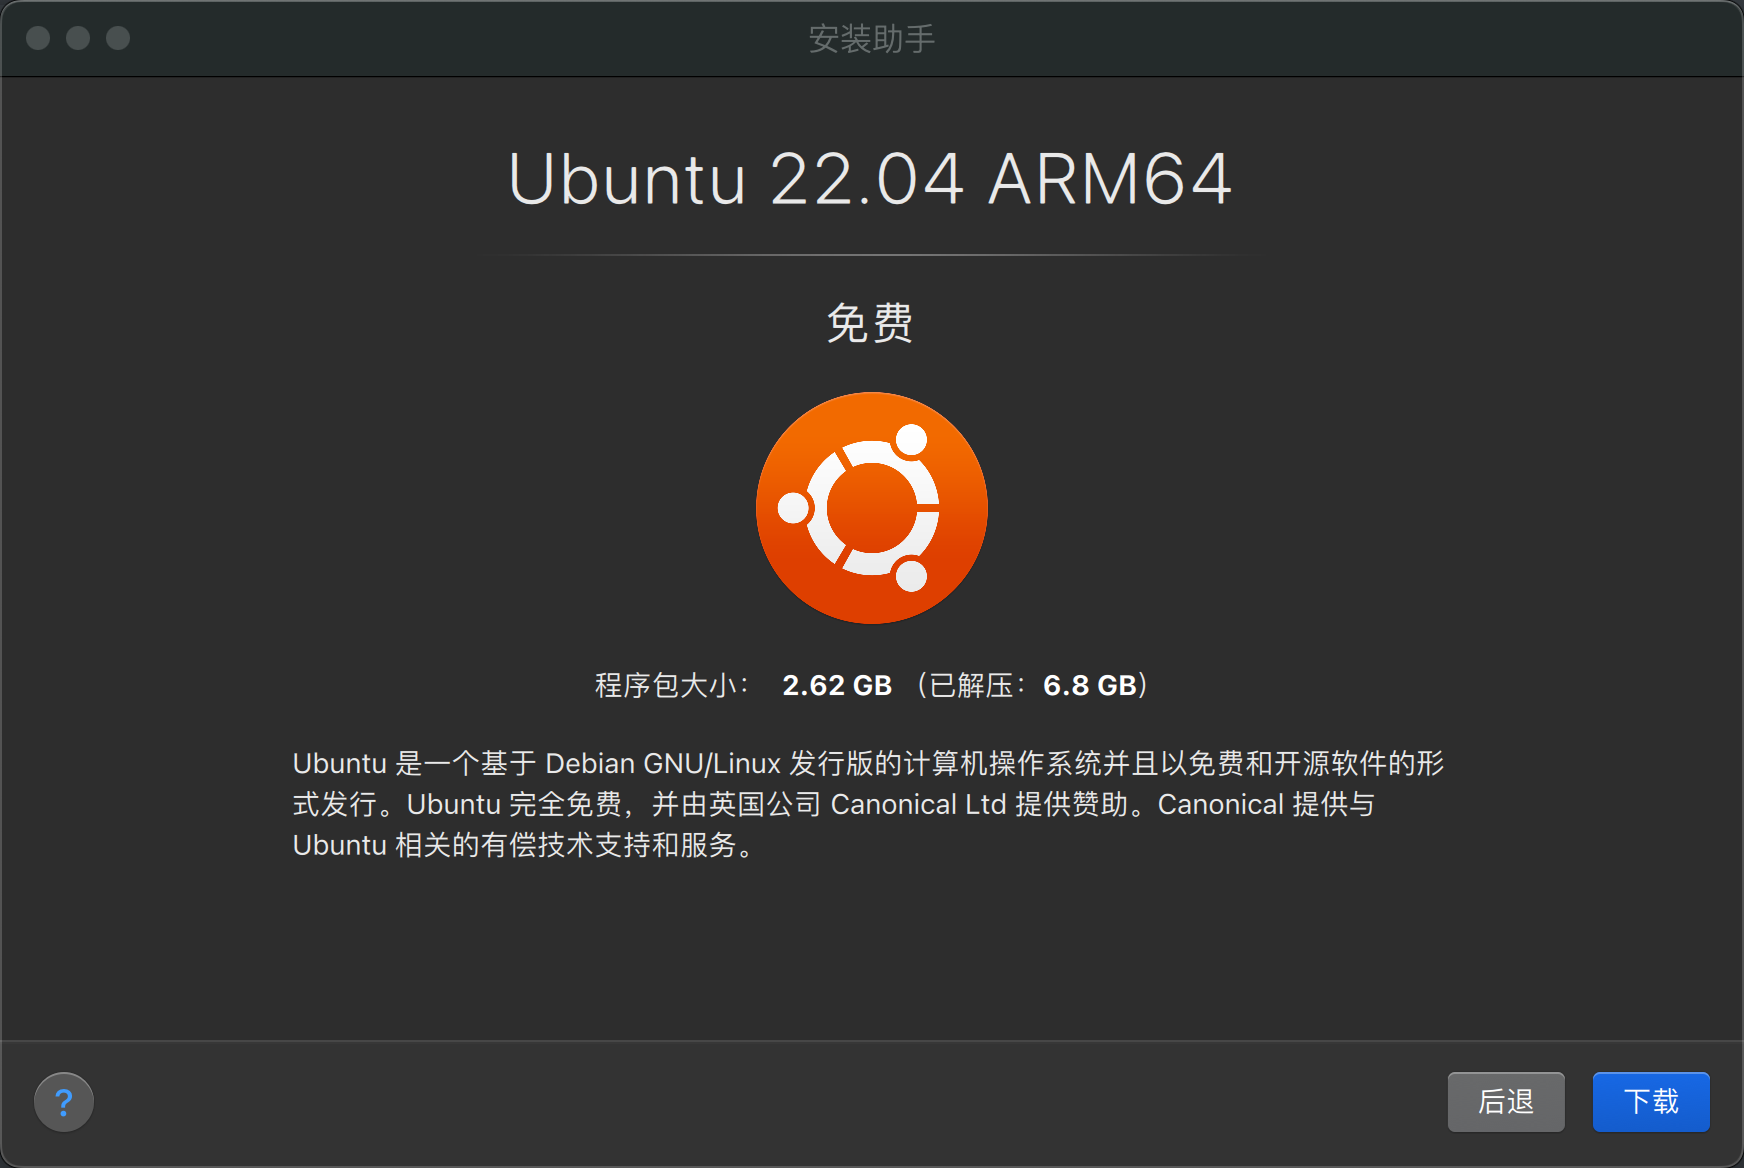 安装助手
Ubuntu 22.04 ARM64
免费
程序包大小： 2.62 GB （已解压：6.8 GB）
Ubuntu 是一个基于 Debian GNU/Linux 发行版的计算机操作系统并且以免费和开源软件的形
式发行。Ubuntu 完全免费，并由英国公司 Canonical Ltd 提供赞助。Canonical 提供与
Ubuntu 相关的有偿技术支持和服务。
?
后退
下载